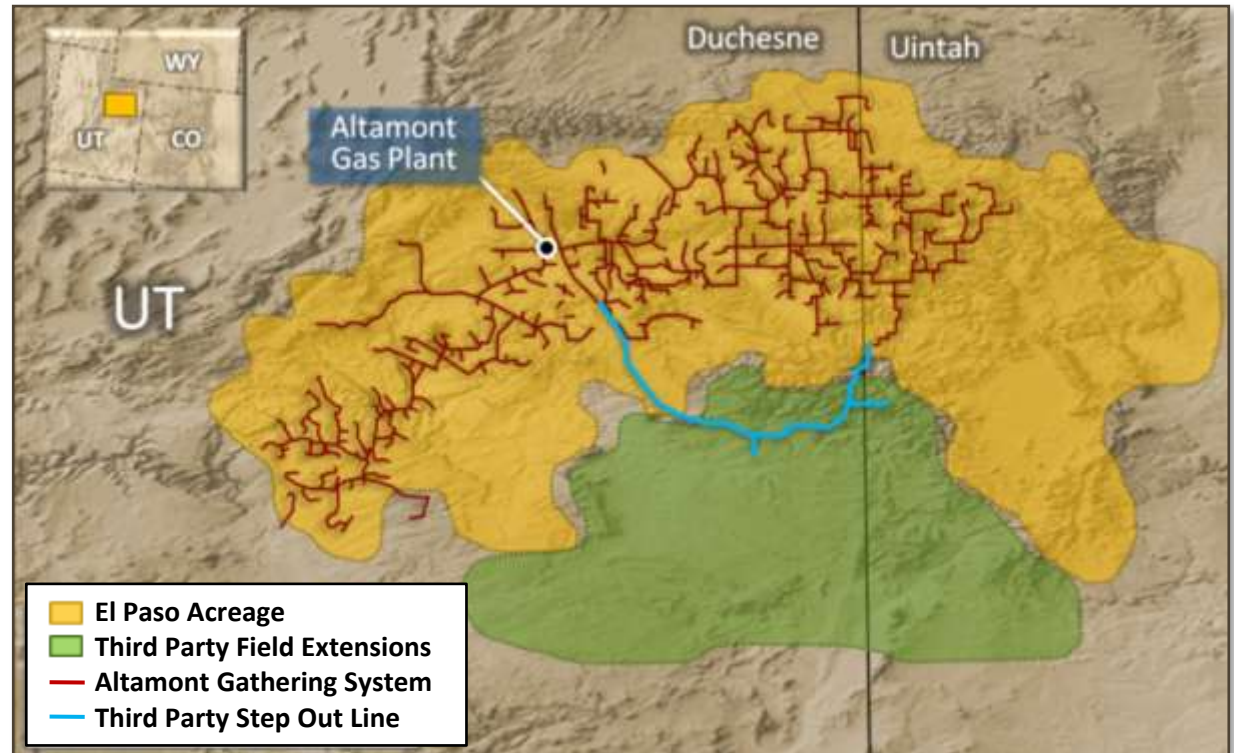 Duchesne
Uintah
WY
UT
CO
Altamont
Gas Plant
UT
El Paso Acreage
Third Party Field Extensions
Altamont Gathering System
Third Party Step Out Line